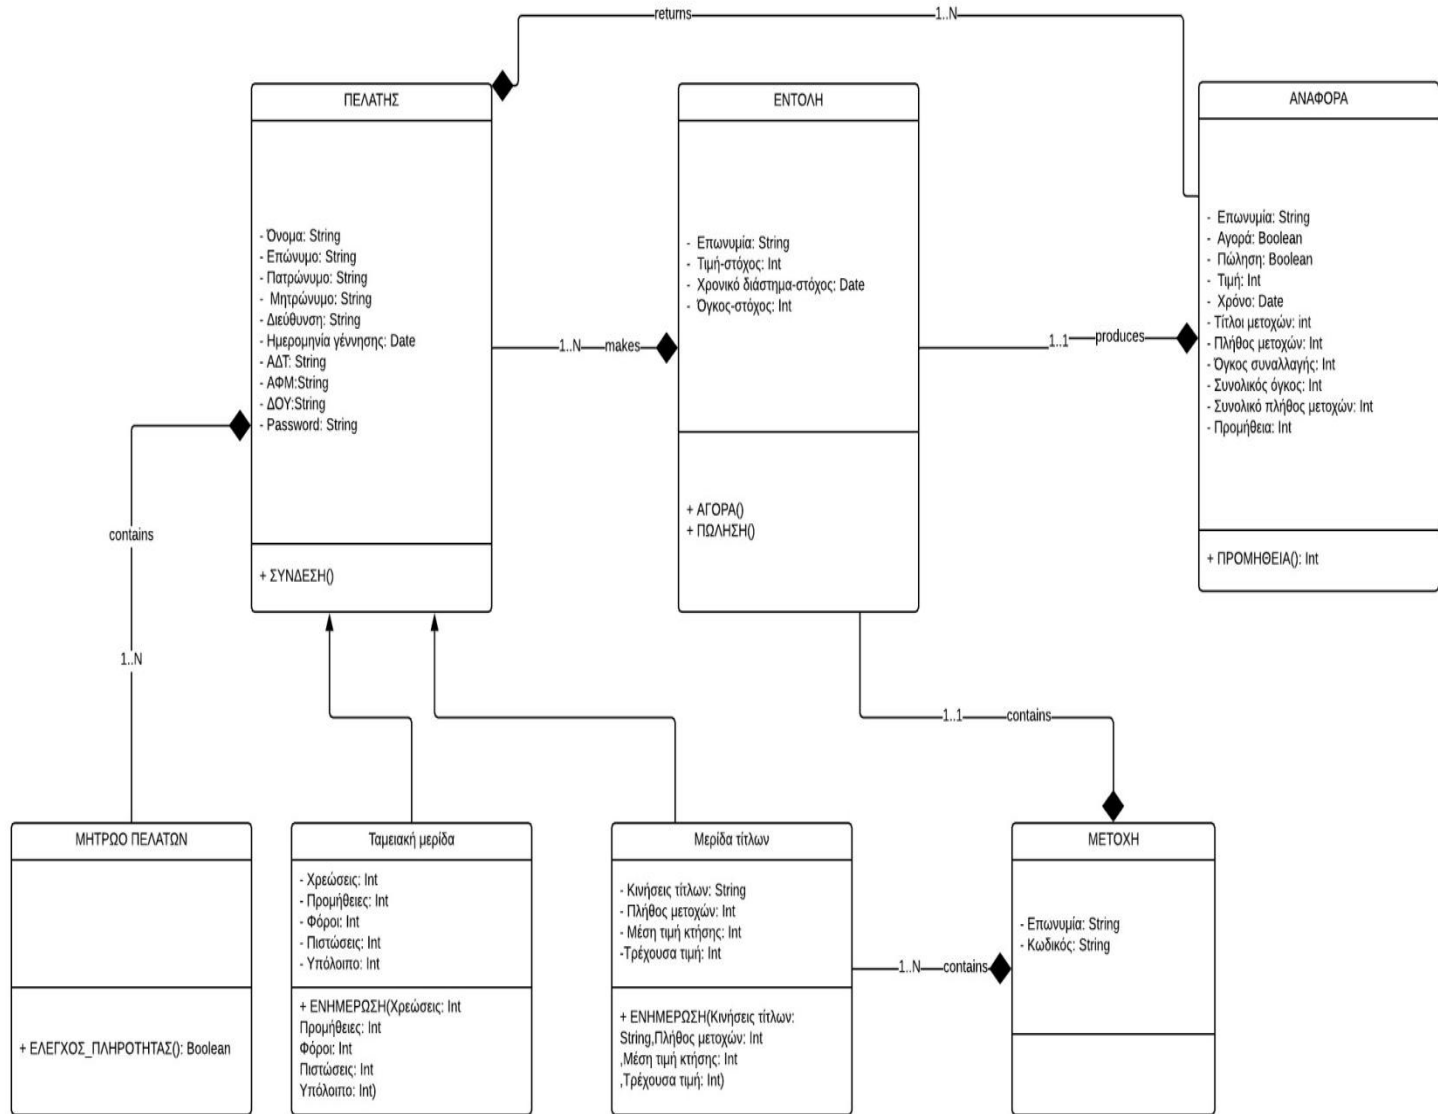 returns
1..N
ΠΕΛΑΤΗΣ
- Όνομα: String
- Επώνυμο: String
- Πατρώνυμο: String
- Μητρώνυμο: String
- Διεύθυνση: String
- Ημερομηνία γέννησης: Date
- ΑΔΤ: String
- ΑΦΜ:String
- ΔΟΥ:String
- Password: String
+ ΣΥΝΔΕΣΗ()
1..N
makes
ΕΝΤΟΛΗ
- Επωνυμία: String
- Τιμή-στόχος: Int
- Χρονικό διάστημα-στόχος: Date
- Όγκος-στόχος: Int
+ ΑΓΟΡΑ()
+ ΠΩΛΗΣΗ()
1..1
produces
ΑΝΑΦΟΡΑ
- Επωνυμία: String
- Αγορά: Boolean
- Πώληση: Boolean
- Τιμή: Int
- Χρόνο: Date
- Τίτλοι μετοχών: int
- Πλήθος μετοχών: Int
- Όγκος συναλλαγής: Int
- Συνολικός όγκος: Int
- Συνολικό πλήθος μετοχών: Int
- Προμήθεια: Int
+ ΠΡΟΜΗΘΕΙΑ(): Int
contains
1..N
1..1
contains
ΜΗΤΡΩΟ ΠΕΛΑΤΩΝ
+ ΕΛΕΓΧΟΣ_ΠΛΗΡΟΤΗΤΑΣ(): Boolean
Ταμειακή μερίδα
- Χρεώσεις: Int
- Προμήθειες: Int
- Φόροι: Int
- Πιστώσεις: Int
- Υπόλοιπο: Int
+ ΕΝΗΜΕΡΩΣΗ(Χρεώσεις: Int
Προμήθειες: Int
Φόροι: Int
Πιστώσεις: Int
Υπόλοιπο: Int)
Μερίδα τίτλων
- Κινήσεις τίτλων: String
- Πλήθος μετοχών: Int
- Μέση τιμή κτήσης: Int
-Τρέχουσα τιμή: Int
+ ΕΝΗΜΕΡΩΣΗ(Κινήσεις τίτλων:
String,Πλήθος μετοχών: Int
,Μέση τιμή κτήσης: Int
,Τρέχουσα τιμή: Int)
1..N
contains
ΜΕΤΟΧΗ
- Επωνυμία: String
- Κωδικός: String